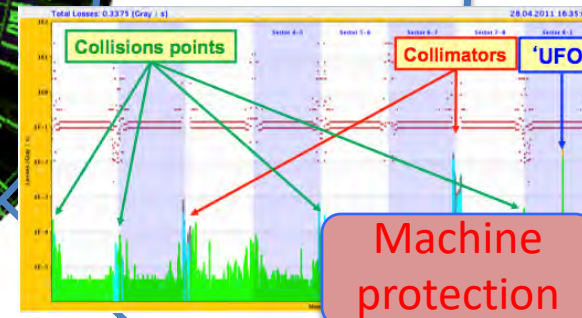 Total Losses: 0.3375 [Gray / s]
28.04.2011 16:35:
Sector 4-5
Sector 5-6
Sector 6-7
Sector 7-8
Sector 8-1
Collisions points
Collimators
‘UFO
Machine
protection